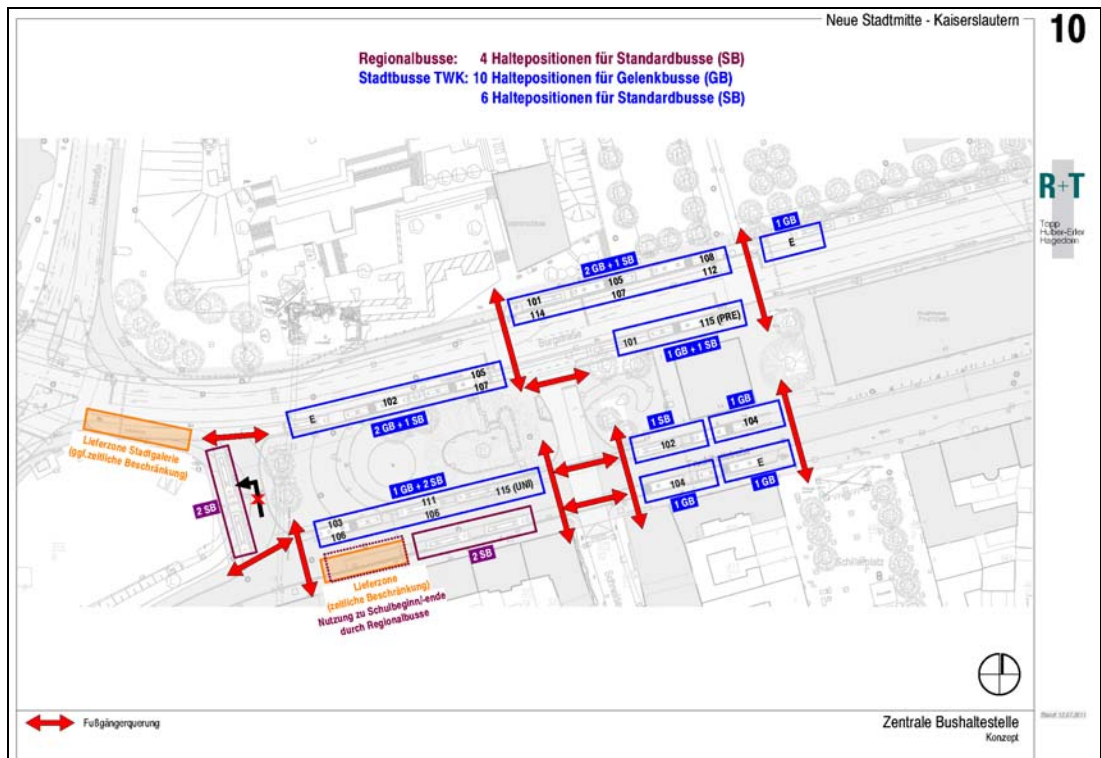 Neue Stadtmitte - Kaiserslautern
10
Regionalbusse: 4 Haltepositionen für Standardbusse (SB)
Stadtbusse TWK: 10 Haltepositionen für Gelenkbusse (GB)
6 Haltepositionen für Standardbusse (SB)
R+T
Topp
Huber-Erler
Hagedorn
Maxstraße
1 GB
E
2 GB + 1 SB
101
105
108
114
107
112
Burgstraße
101
115 (PRE)
1 GB + 1 SB
105
102
107
E
2 GB + 1 SB
1 SB
102
1 GB
104
104
1 GB
E
1 GB
Lieferzone Stadtgalerie
(ggf.zeitliche Beschränkung)
2 SB
1 GB + 2 SB
103
111
115 (UNI)
106
106
2 SB
Lieferzone
(zeitliche Beschränkung)
Nutzung zu Schulbeginn/-ende
durch Regionalbusse
Schillerplatz
Fußgängerquerung
Zentrale Bushaltestelle
Konzept